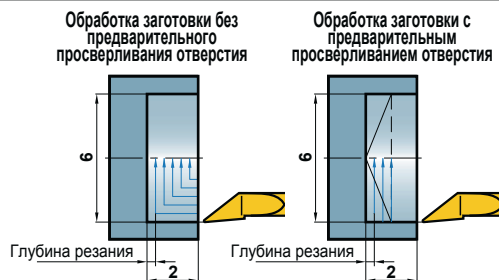 Обработка заготовки без
предварительного
просверливания отверстия
Обработка заготовки с
предварительным
просверливанием отверстия
6
6
Глубина резания
2
Глубина резания
2